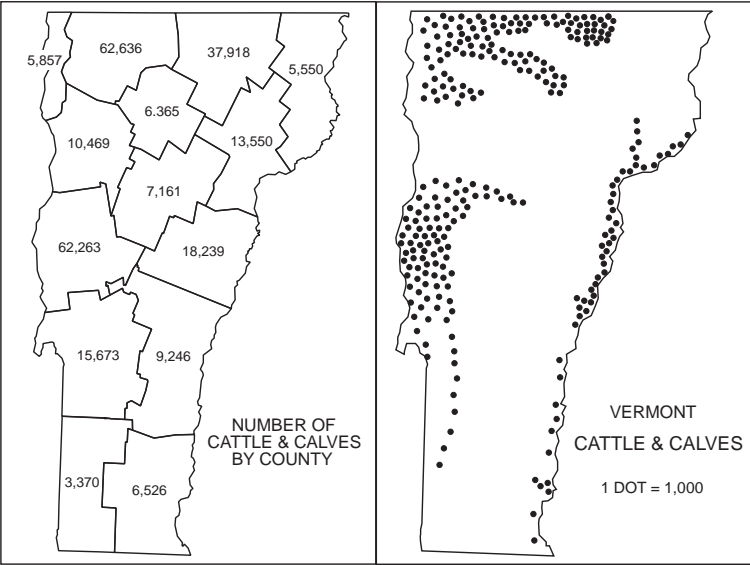 62,636
37,918
5,857
5,550
6.365
10,469
13,550
7,161
62,263
18,239
15,673
9,246
NUMBER OF
CATTLE & CALVES
BY COUNTY
3,370
6,526
VERMONT
CATTLE & CALVES
1 DOT = 1,000